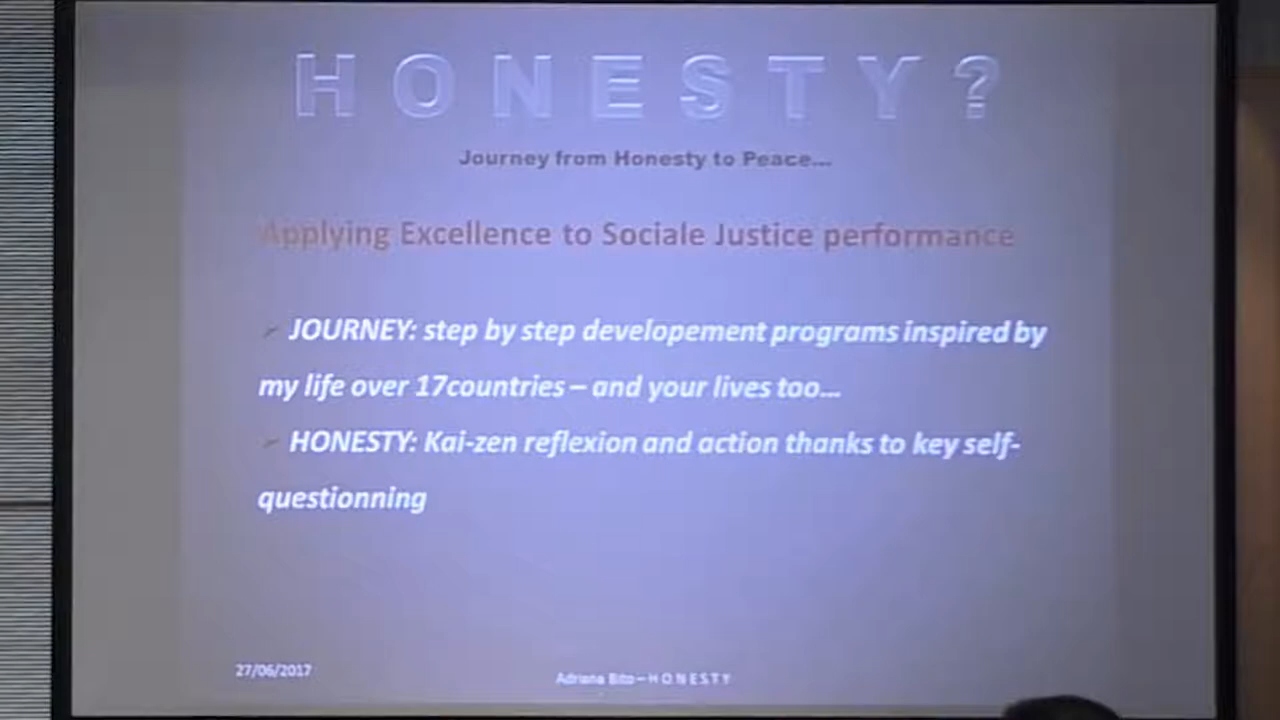 HONESTY?
Journey from Honesty to Peace...
Applying Excellence to Sociale Justice performance
JOURNEY: step by step developement programs inspired by
my life over 17countries – and your lives too...
HONESTY: Kai-zen reflexion and action thanks to key self-
questionning
27/06/2017
Adriana Bito – HONESTY